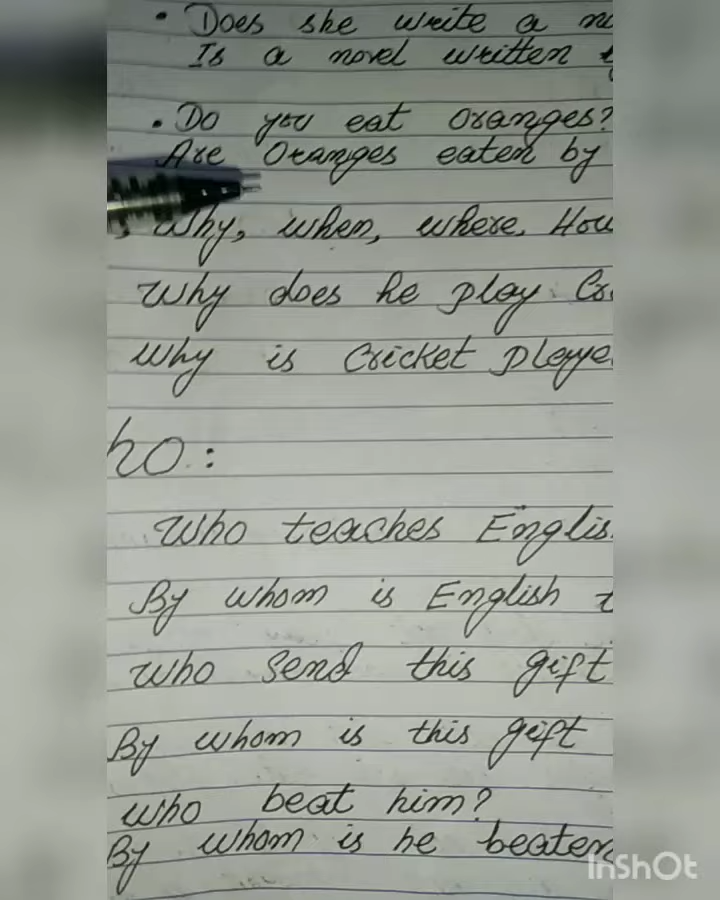 • Does she write a
Is a novel written
• Do you eat oranges?
Are Oranges eaten by
Why, when, where, How
Why does he play
Why is Cricket playe
ho:
Who teaches Englis
By whom is English
Who send this gift
By whom is this gift
who beat him?
By whom is he beaten
InShOt